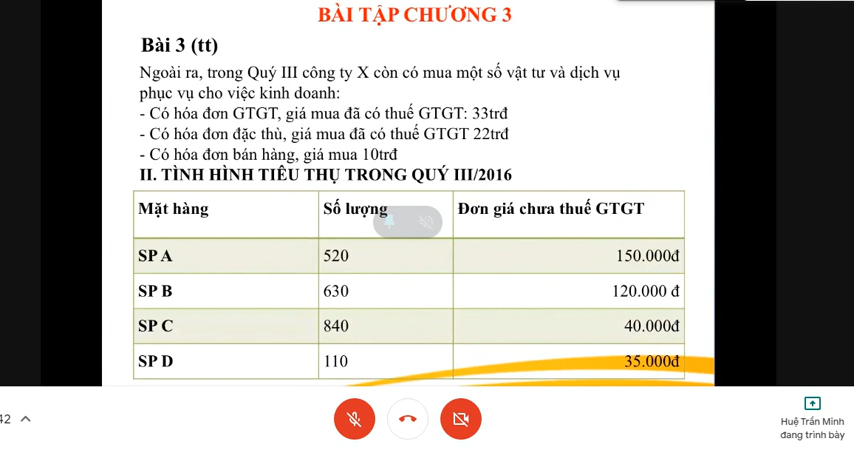 BÀI TẬP CHƯƠNG 3
Bài 3 (tt)
Ngoài ra, trong Quý III công ty X còn có mua một số vật tư và dịch vụ
phục vụ cho việc kinh doanh:
- Có hóa đơn GTGT, giá mua đã có thuế GTGT: 33trđ
- Có hóa đơn đặc thù, giá mua đã có thuế GTGT 22trđ
- Có hóa đơn bán hàng, giá mua 10trđ
II. TÌNH HÌNH TIÊU THỤ TRONG QUÝ III/2016
Mặt hàng Số lượng Đơn giá chưa thuế GTGT
SP A 520 150.000đ
SP B 630 120.000 đ
SP C 840 40.000đ
SP D 110 35.000đ
42
Huệ Trần Minh
đang trình bày